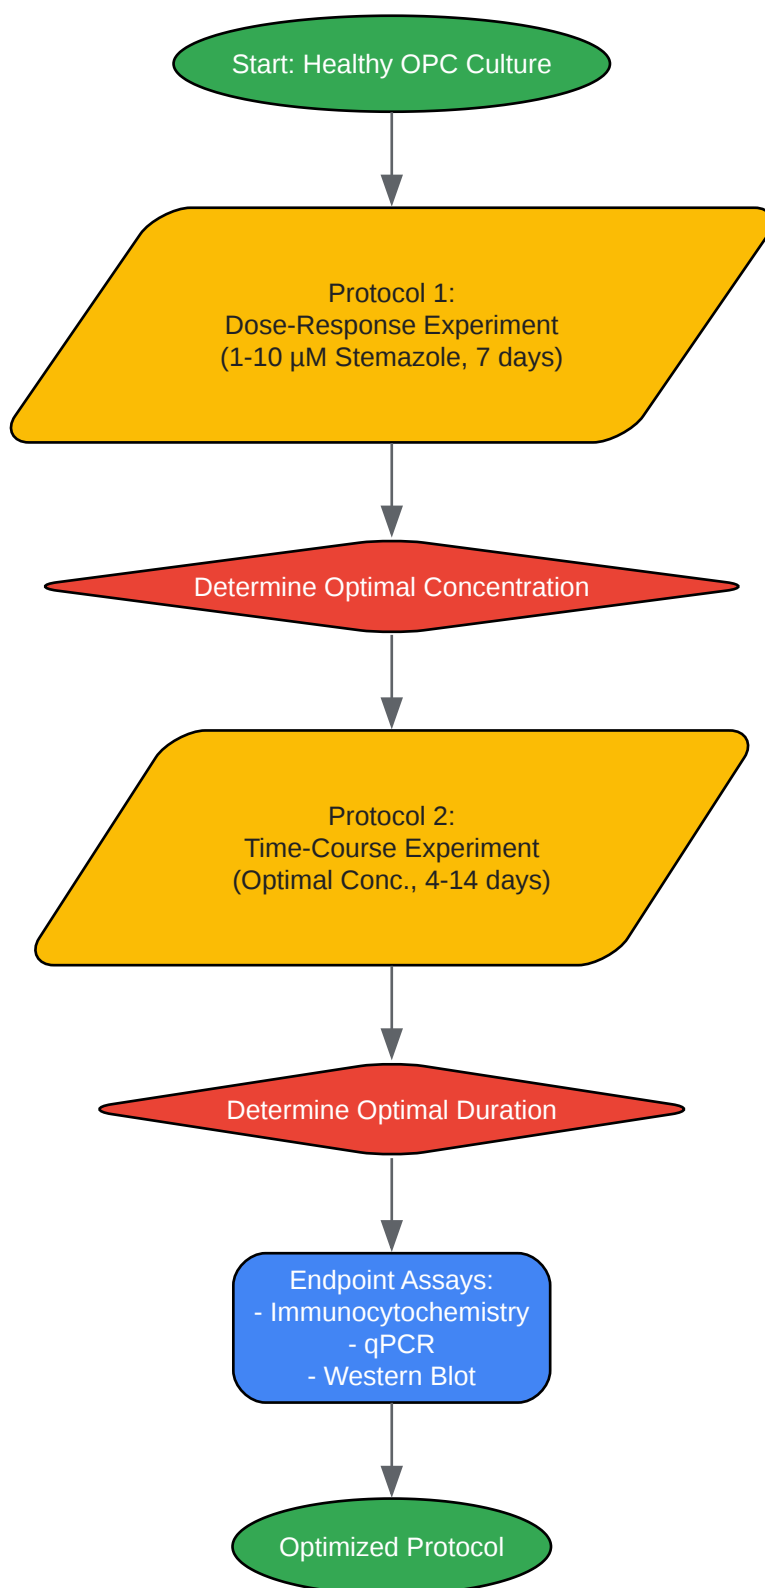 Start: Healthy OPC Culture
Protocol 1:
Dose-Response Experiment
(1-10 µM Stemazole, 7 days)
Determine Optimal Concentration
Protocol 2:
Time-Course Experiment
(Optimal Conc., 4-14 days)
Determine Optimal Duration
Endpoint Assays:
- Immunocytochemistry
- qPCR
- Western Blot
Optimized Protocol